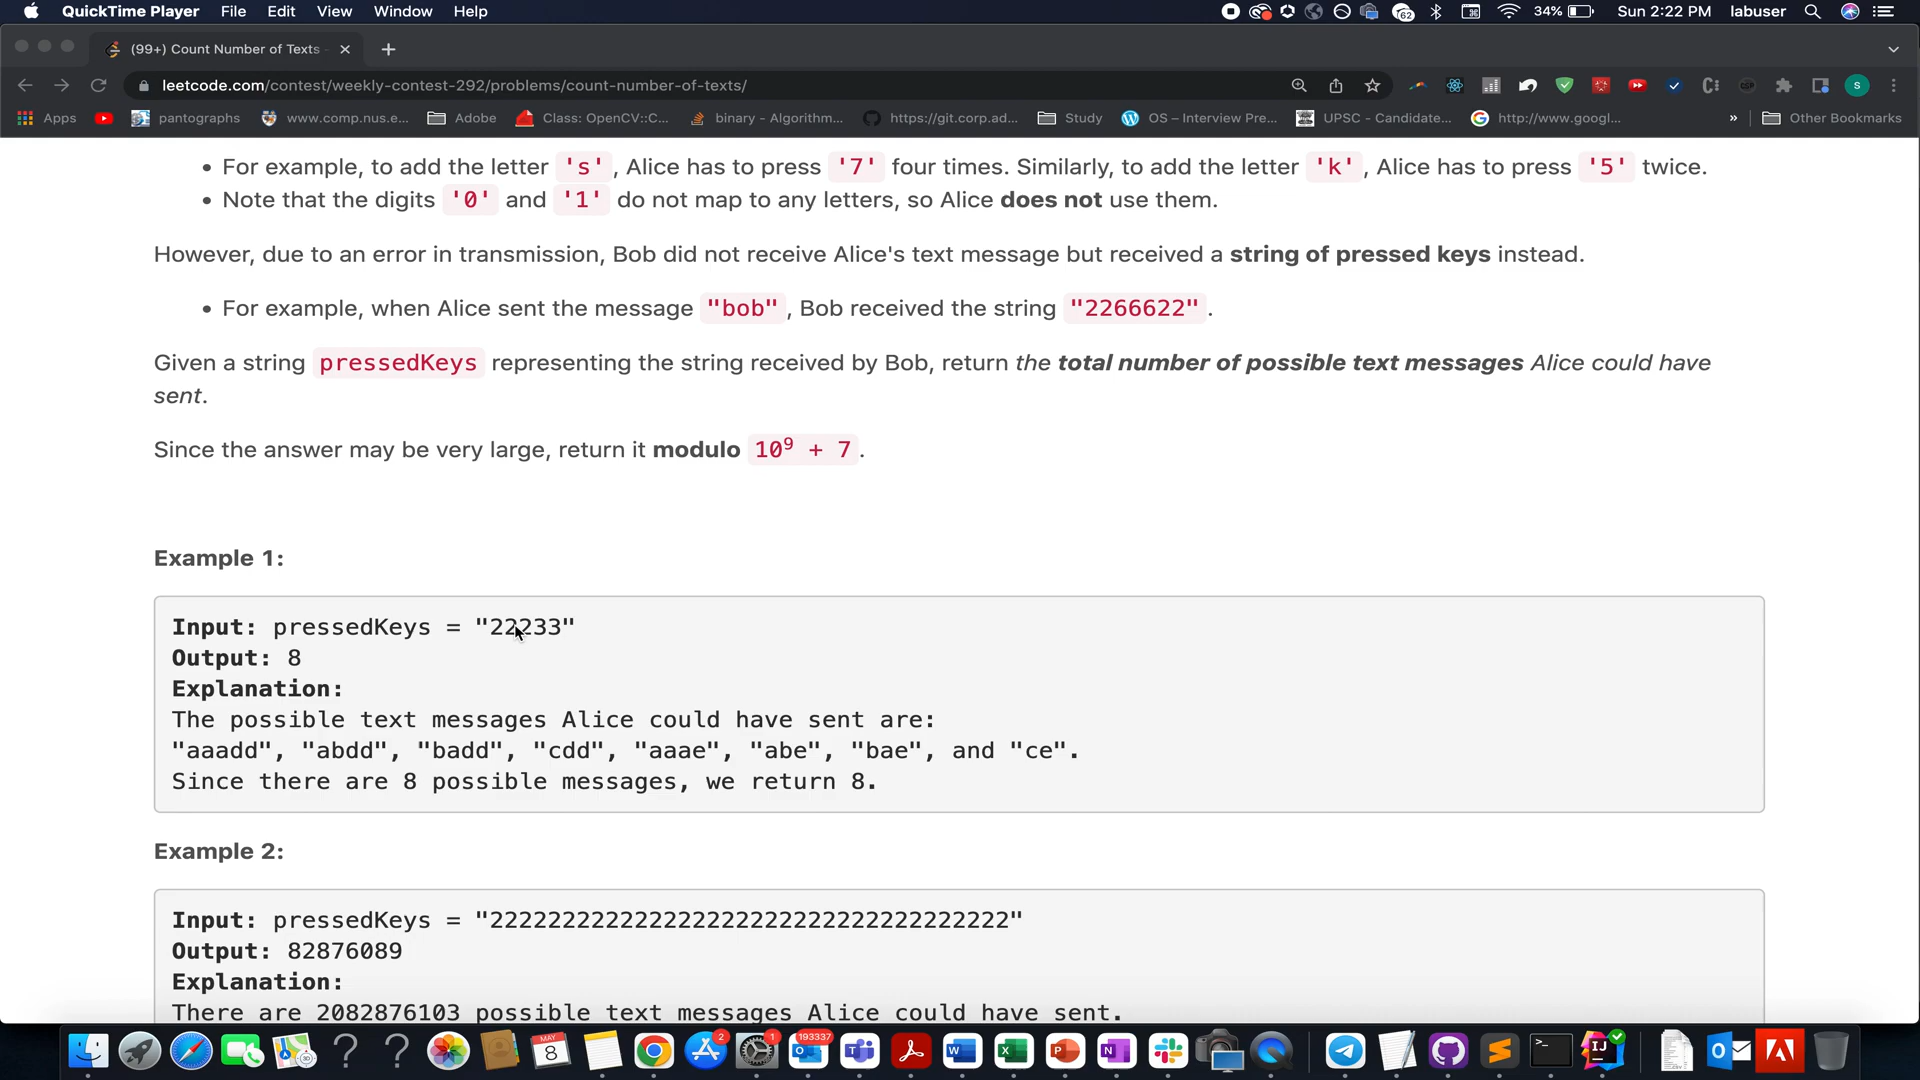 QuickTime Player File Edit View Window Help 62 34% Sun 2:22 PM labuser
(99+) Count Number of Texts -
leetcode.com/contest/weekly-contest-292/problems/count-number-of-texts/ S
Apps pantographs www.comp.nus.e... Adobe Class: OpenCV::C... binary - Algorithm... https://git.corp.ad... Study OS – Interview Pre... UPSC - Candidate... http://www.googl... » Other Bookmarks
• For example, to add the letter 's', Alice has to press '7' four times. Similarly, to add the letter 'k', Alice has to press '5' twice.
• Note that the digits '0' and '1' do not map to any letters, so Alice does not use them.
However, due to an error in transmission, Bob did not receive Alice's text message but received a string of pressed keys instead.
• For example, when Alice sent the message "bob", Bob received the string "2266622".
Given a string pressedKeys representing the string received by Bob, return the total number of possible text messages Alice could have
sent.
Since the answer may be very large, return it modulo 10⁹ + 7.
Example 1:
Input: pressedKeys = "22233"
Output: 8
Explanation:
The possible text messages Alice could have sent are:
"aaadd", "abdd", "badd", "cdd", "aaae", "abe", "bae", and "ce".
Since there are 8 possible messages, we return 8.
Example 2:
Input: pressedKeys = "222222222222222222222222222222222222"
Output: 82876089
Explanation:
There are 2082876103 possible text messages Alice could have sent.
MAY 8 2 1 193337